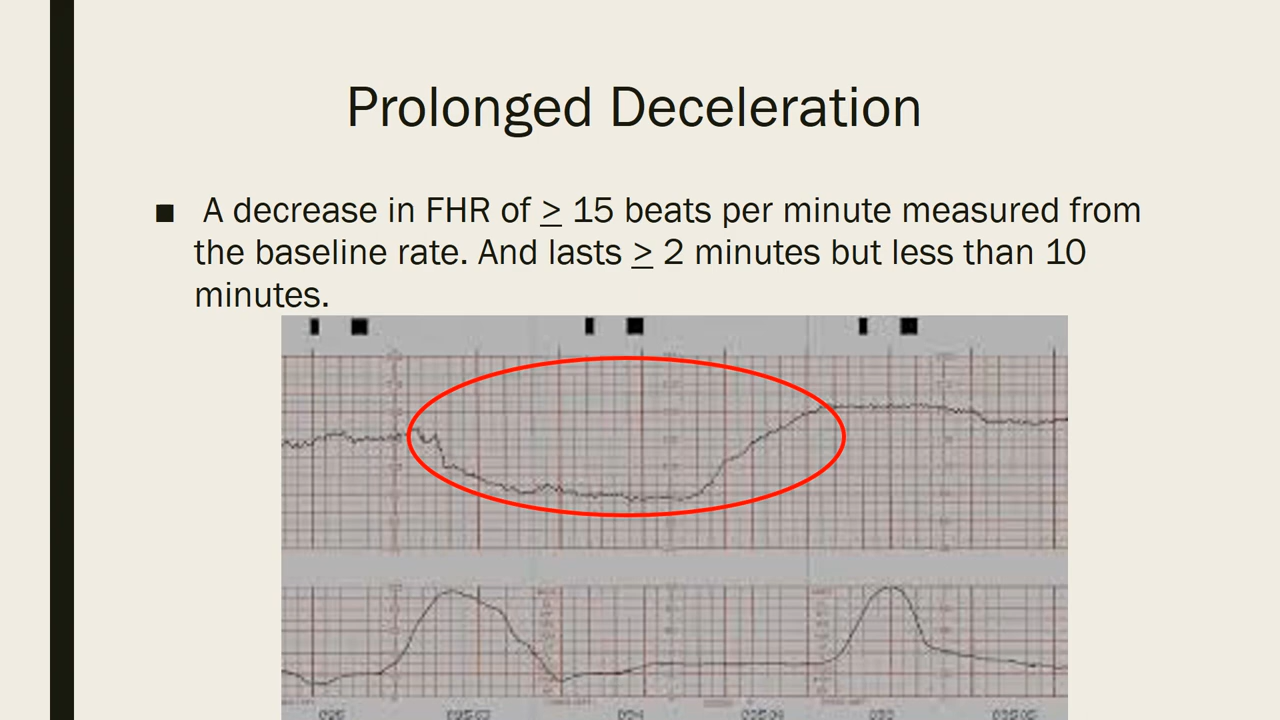 Prolonged Deceleration
■ A decrease in FHR of > 15 beats per minute measured from
the baseline rate. And lasts > 2 minutes but less than 10
minutes.